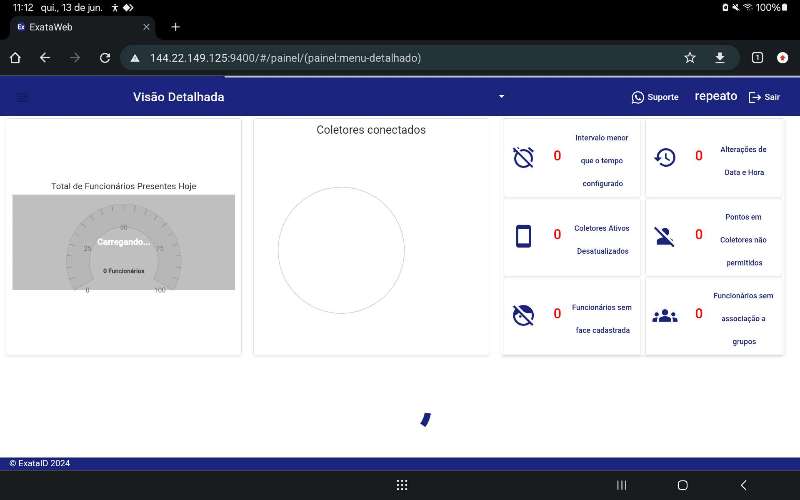 11:12 qui., 13 de jun. 100%
Ex ExataWeb
144.22.149.125:9400/#/painel/(painel:menu-detalhado) 1
Visão Detalhada Suporte repeato Sair
Total de Funcionários Presentes Hoje
50
Carregando...
25 75
0 Funcionários
0 100
Coletores conectados
0 Intervalo menor
que o tempo
configurado
0 Alterações de
Data e Hora
0 Coletores Ativos
Desatualizados
0 Pontos em
Coletores não
permitidos
0 Funcionários sem
face cadastrada
0 Funcionários sem
associação a
grupos
© ExataID 2024